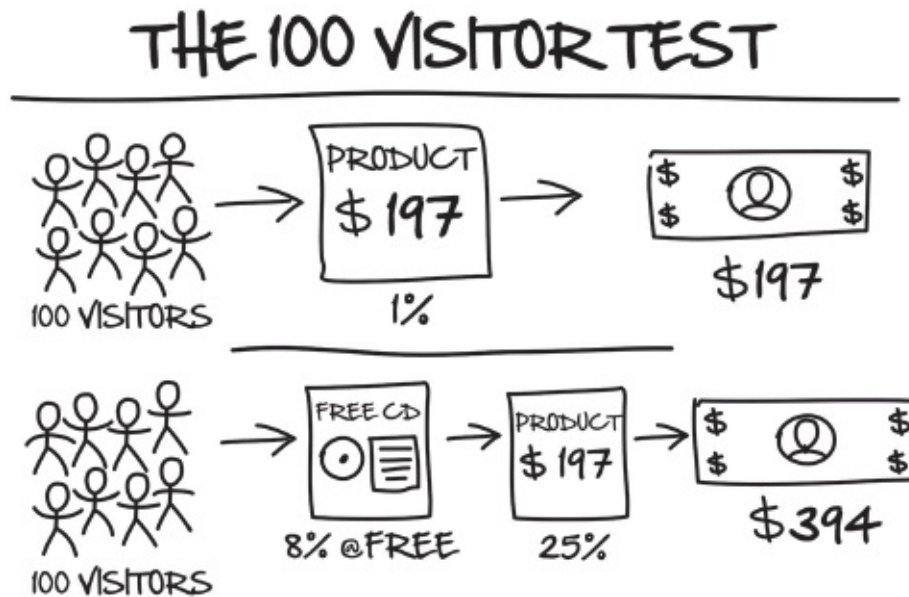 THE 100 VISITOR TEST
PRODUCT
$ 197
1%
$ $
$ $
$197
100 VISITORS
FREE CD
8% @FREE
PRODUCT
$ 197
25%
$ $
$ $
$394
100 VISITORS